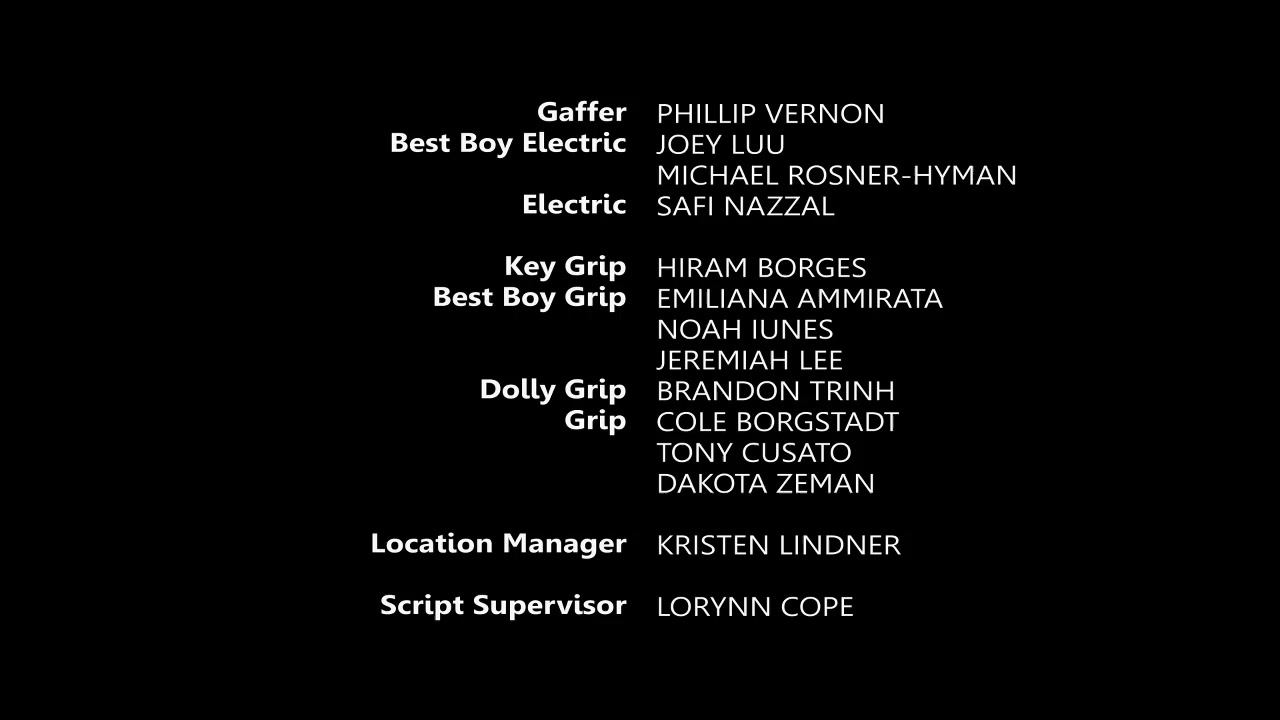 Gaffer PHILLIP VERNON
Best Boy Electric JOEY LUU
MICHAEL ROSNER-HYMAN
Electric SAFI NAZZAL
Key Grip HIRAM BORGES
Best Boy Grip EMILIANA AMMIRATA
NOAH IUNES
JEREMIAH LEE
Dolly Grip BRANDON TRINH
Grip COLE BORGSTADT
TONY CUSATO
DAKOTA ZEMAN
Location Manager KRISTEN LINDNER
Script Supervisor LORYNN COPE